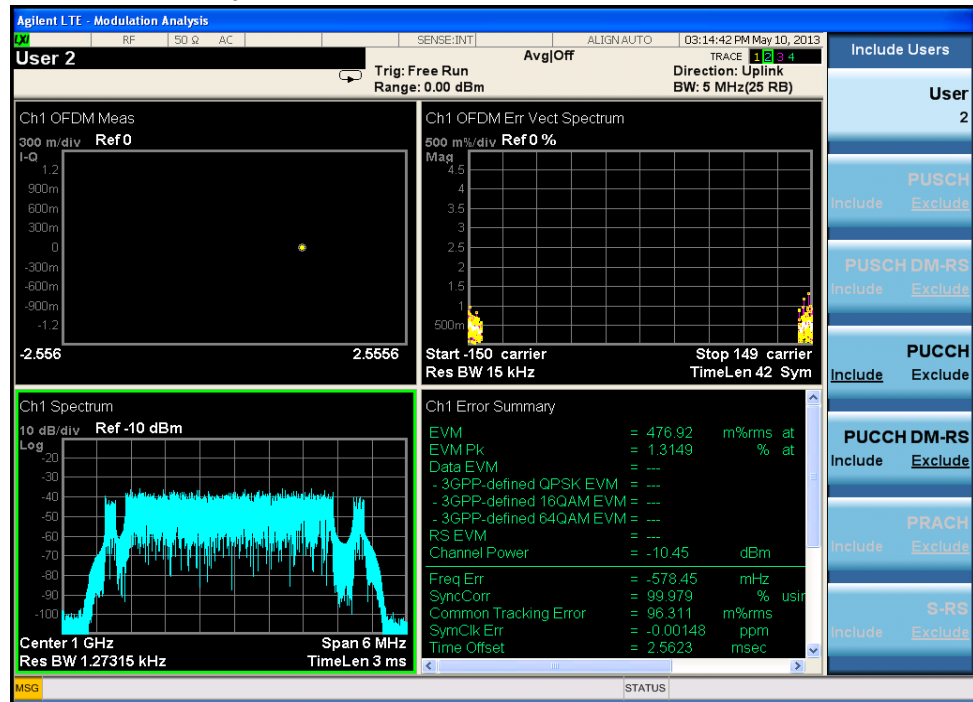 Agilent LTE - Modulation Analysis
LXI RF 50 Ω AC SENSE:INT ALIGN AUTO 03:14:42 PM May 10, 2013
User 2
Avg|Off
TRACE 1 2 3 4
Trig: Free Run
Direction: Uplink
Range: 0.00 dBm
BW: 5 MHz(25 RB)
Ch1 OFDM Meas
300 m/div Ref 0
I-Q
1.2
900m
600m
300m
0
-300m
-600m
-900m
-1.2
-2.556 2.5556
Ch1 OFDM Err Vect Spectrum
500 m%/div Ref 0 %
Mag
4.5
4
3.5
3
2.5
2
1.5
1
500m
Start -150 carrier Stop 149 carrier
Res BW 15 kHz TimeLen 42 Sym
Ch1 Spectrum
10 dB/div Ref -10 dBm
Log
-20
-30
-40
-50
-60
-70
-80
-90
-100
Center 1 GHz Span 6 MHz
Res BW 1.27315 kHz TimeLen 3 ms
Ch1 Error Summary
EVM = 476.92 m%rms at
EVM Pk = 1.3149 % at
Data EVM = ---
- 3GPP-defined QPSK EVM = ---
- 3GPP-defined 16QAM EVM = ---
- 3GPP-defined 64QAM EVM = ---
RS EVM = ---
Channel Power = -10.45 dBm
Freq Err = -578.45 mHz
SyncCorr = 99.979 % usin
Common Tracking Error = 96.311 m%rms
SymClk Err = -0.00148 ppm
Time Offset = 2.5623 msec
Include Users
User
2
PUSCH
Include Exclude
PUSCH DM-RS
Include Exclude
PUCCH
Include Exclude
PUCCH DM-RS
Include Exclude
PRACH
Include Exclude
S-RS
Include Exclude
MSG STATUS